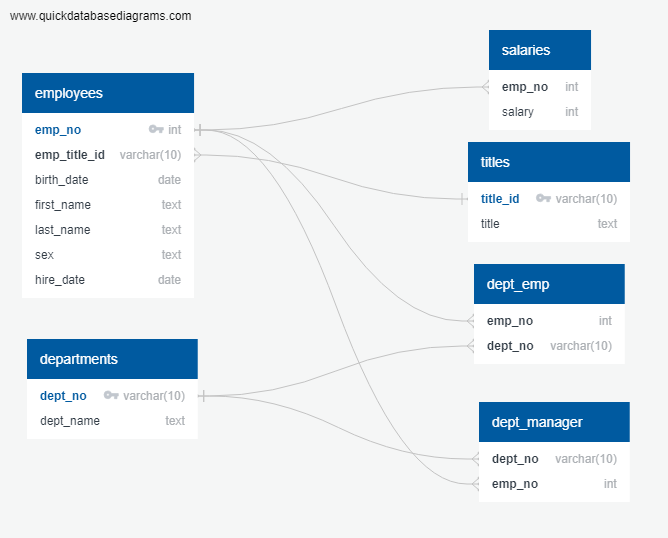 www.quickdatabasediagrams.com
employees
emp_no int
emp_title_id varchar(10)
birth_date date
first_name text
last_name text
sex text
hire_date date
departments
dept_no varchar(10)
dept_name text
salaries
emp_no int
salary int
titles
title_id varchar(10)
title text
dept_emp
emp_no int
dept_no varchar(10)
dept_manager
dept_no varchar(10)
emp_no int